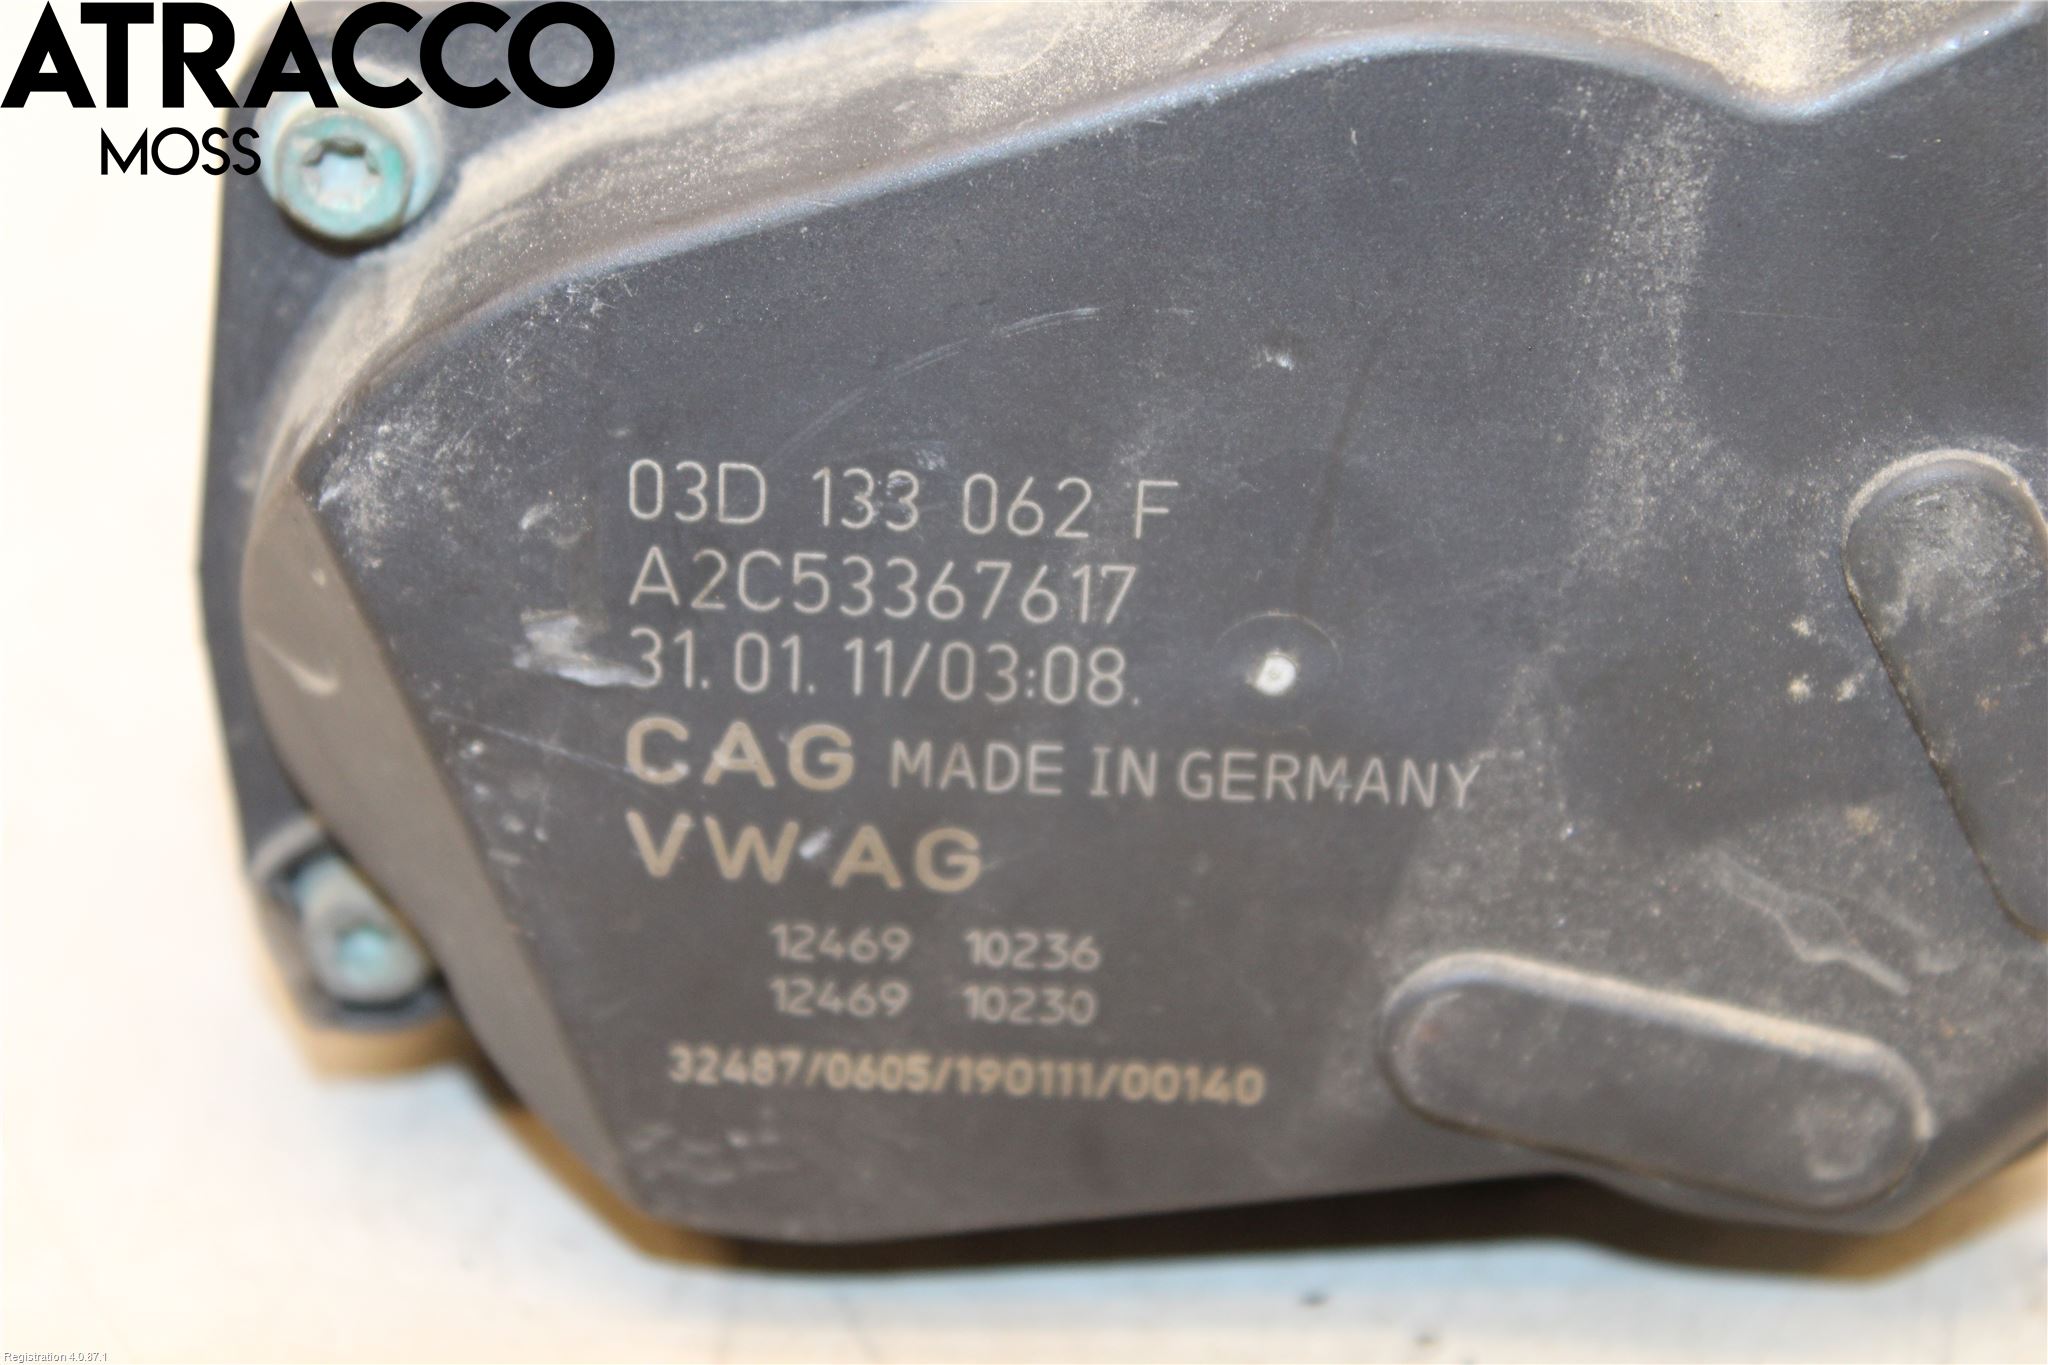 ATRACCO
MOSS
03D 133 062 F
A2C53367617
31.01.11/03:08.
CAG MADE IN GERMANY
VW AG
12469 10236
12469 10230
32487/0605/190111/00140
Registration 4.0.87.1